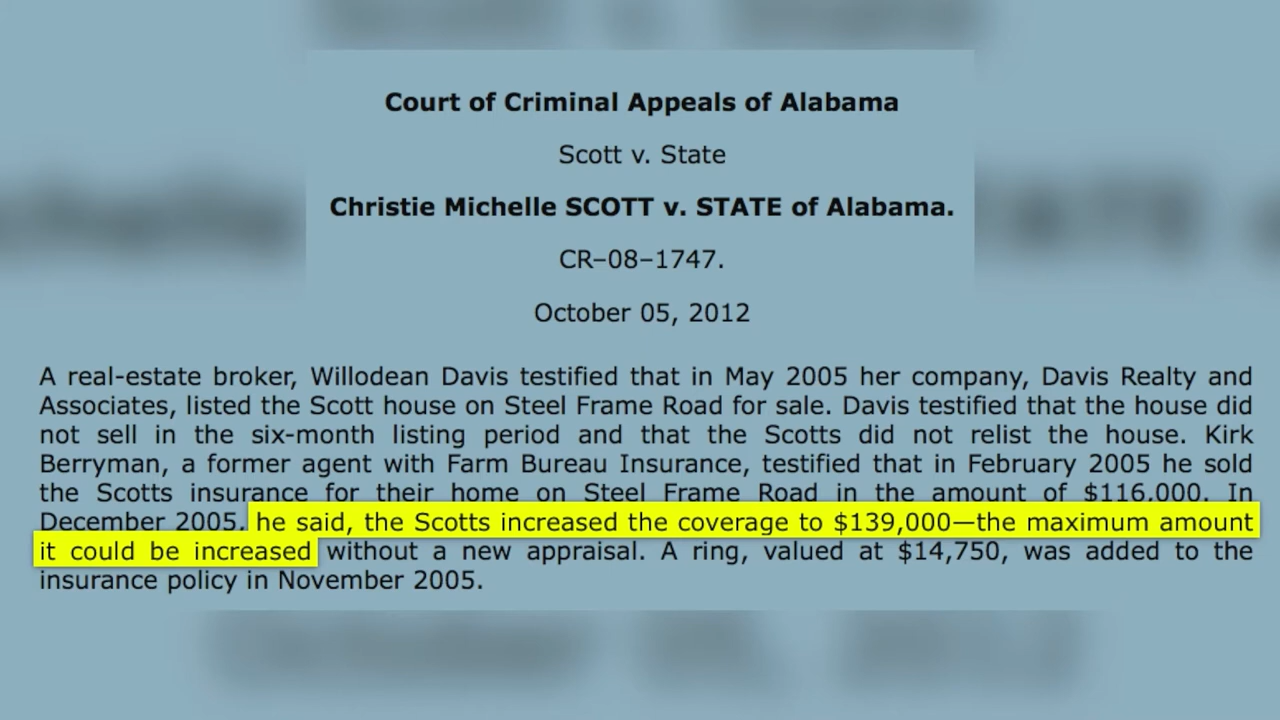 Court of Criminal Appeals of Alabama
Scott v. State
Christie Michelle SCOTT v. STATE of Alabama.
CR–08–1747.
October 05, 2012
A real-estate broker, Willodean Davis testified that in May 2005 her company, Davis Realty and
Associates, listed the Scott house on Steel Frame Road for sale. Davis testified that the house did
not sell in the six-month listing period and that the Scotts did not relist the house. Kirk
Berryman, a former agent with Farm Bureau Insurance, testified that in February 2005 he sold
the Scotts insurance for their home on Steel Frame Road in the amount of $116,000. In
December 2005, he said, the Scotts increased the coverage to $139,000—the maximum amount
it could be increased without a new appraisal. A ring, valued at $14,750, was added to the
insurance policy in November 2005.